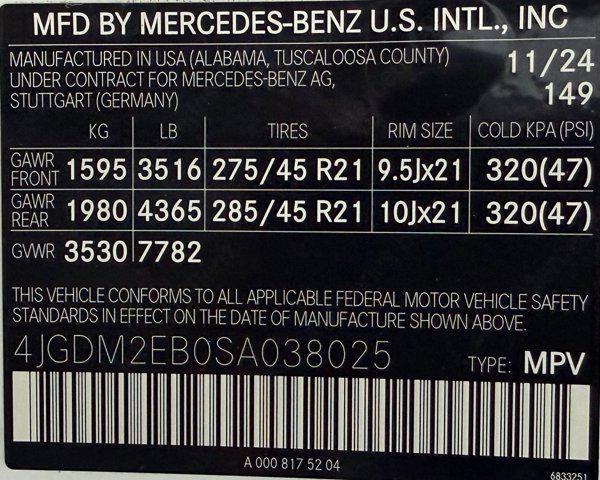 MFD BY MERCEDES-BENZ U.S. INTL., INC
MANUFACTURED IN USA (ALABAMA, TUSCALOOSA COUNTY) 11/24
UNDER CONTRACT FOR MERCEDES-BENZ AG,
STUTTGART (GERMANY) 149
KG LB TIRES RIM SIZE COLD KPA (PSI)
GAWR FRONT 1595 3516 275/45 R21 9.5Jx21 320(47)
GAWR REAR 1980 4365 285/45 R21 10Jx21 320(47)
GVWR 3530 7782
THIS VEHICLE CONFORMS TO ALL APPLICABLE FEDERAL MOTOR VEHICLE SAFETY
STANDARDS IN EFFECT ON THE DATE OF MANUFACTURE SHOWN ABOVE.
4JGDM2EB0SA038025 TYPE: MPV
A 000 817 52 04
6833251